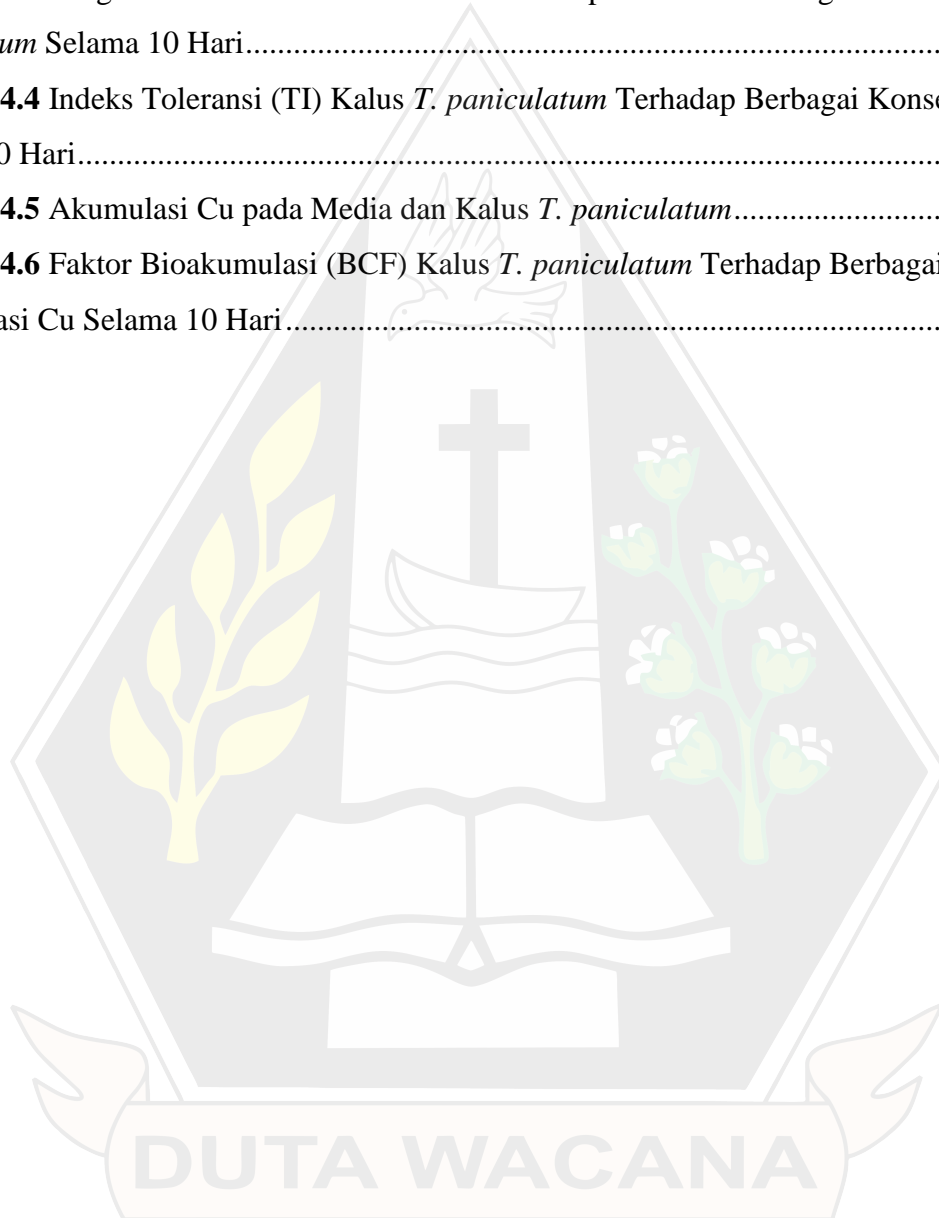 um Selama 10 Hari........................................................................................
4.4 Indeks Toleransi (TI) Kalus T. paniculatum Terhadap Berbagai Konse
0 Hari.............................................................................................................
4.5 Akumulasi Cu pada Media dan Kalus T. paniculatum..........................
4.6 Faktor Bioakumulasi (BCF) Kalus T. paniculatum Terhadap Berbagai
asi Cu Selama 10 Hari..................................................................................
DUTA WACANA